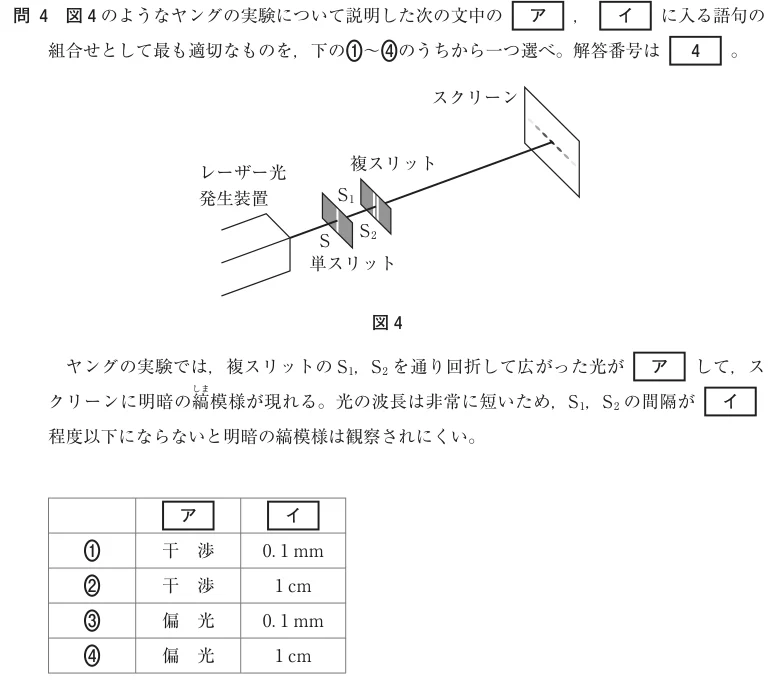 問 4 図4のようなヤングの実験について説明した次の文中の ア ， イ に入る語句の
組合せとして最も適切なものを，下の①～④のうちから一つ選べ。解答番号は 4 。
スクリーン
複スリット
レーザー光
発生装置
S₁
S₂
S
単スリット
図4
ヤングの実験では，複スリットの S₁，S₂ を通り回折して広がった光が ア して，ス
しま
クリーンに明暗の縞模様が現れる。光の波長は非常に短いため，S₁，S₂ の間隔が イ
程度以下にならないと明暗の縞模様は観察されにくい。
ア イ
① 干渉 0.1 mm
② 干渉 1 cm
③ 偏光 0.1 mm
④ 偏光 1 cm